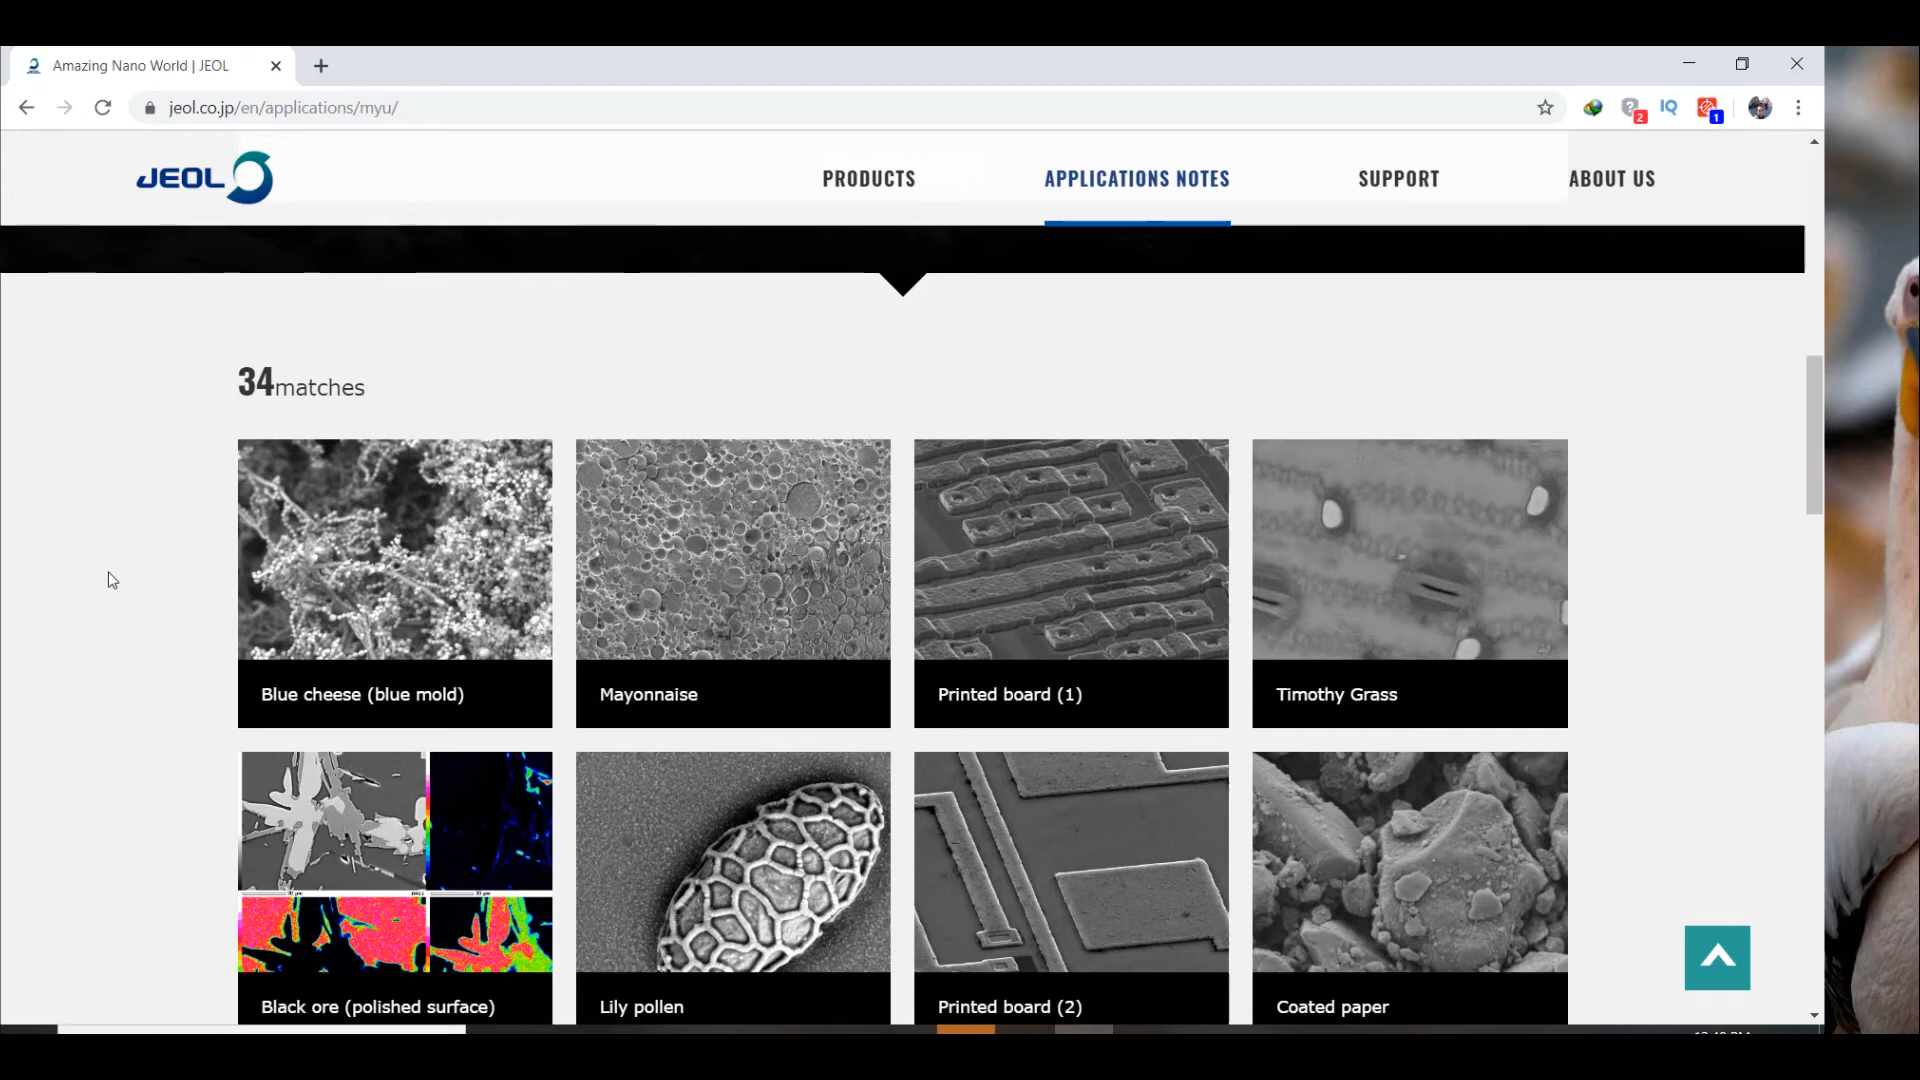 Amazing Nano World | JEOL
jeol.co.jp/en/applications/myu/
2
IQ
1
JEOL
PRODUCTS
APPLICATIONS NOTES
SUPPORT
ABOUT US
34matches
Blue cheese (blue mold)
Mayonnaise
Printed board (1)
Timothy Grass
Black ore (polished surface)
Lily pollen
Printed board (2)
Coated paper